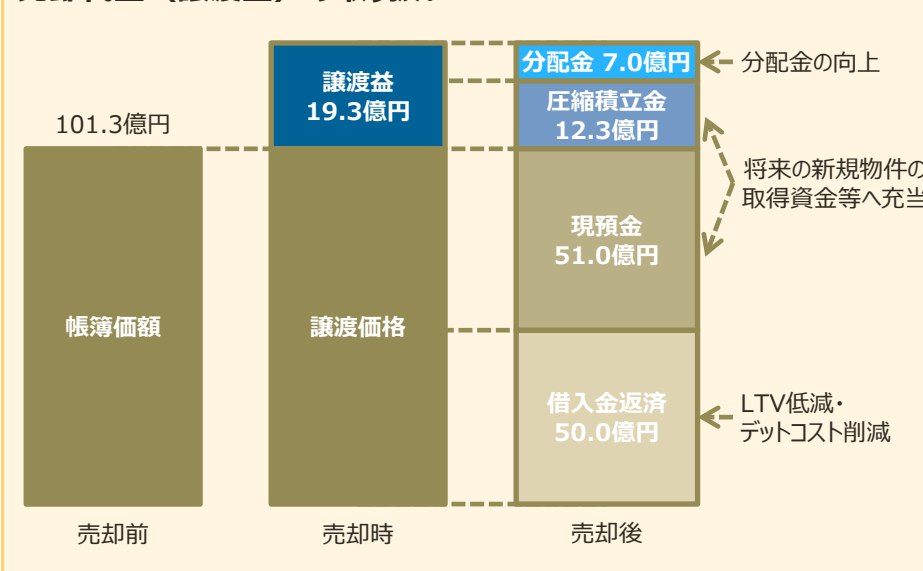 101.3億円
帳簿価額
売却前
譲渡益
19.3億円
譲渡価格
売却時
分配金 7.0億円
圧縮積立金
12.3億円
現預金
51.0億円
借入金返済
50.0億円
売却後
分配金の向上
将来の新規物件の
取得資金等へ充当
LTV低減・
デットコスト削減